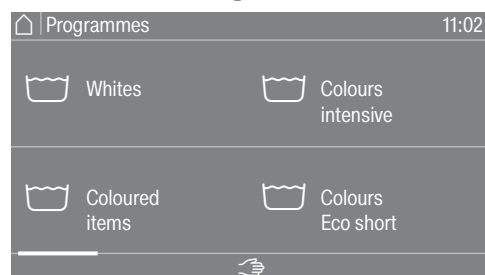 Programmes 11:02
Whites
Colours
intensive
Coloured
items
Colours
Eco short